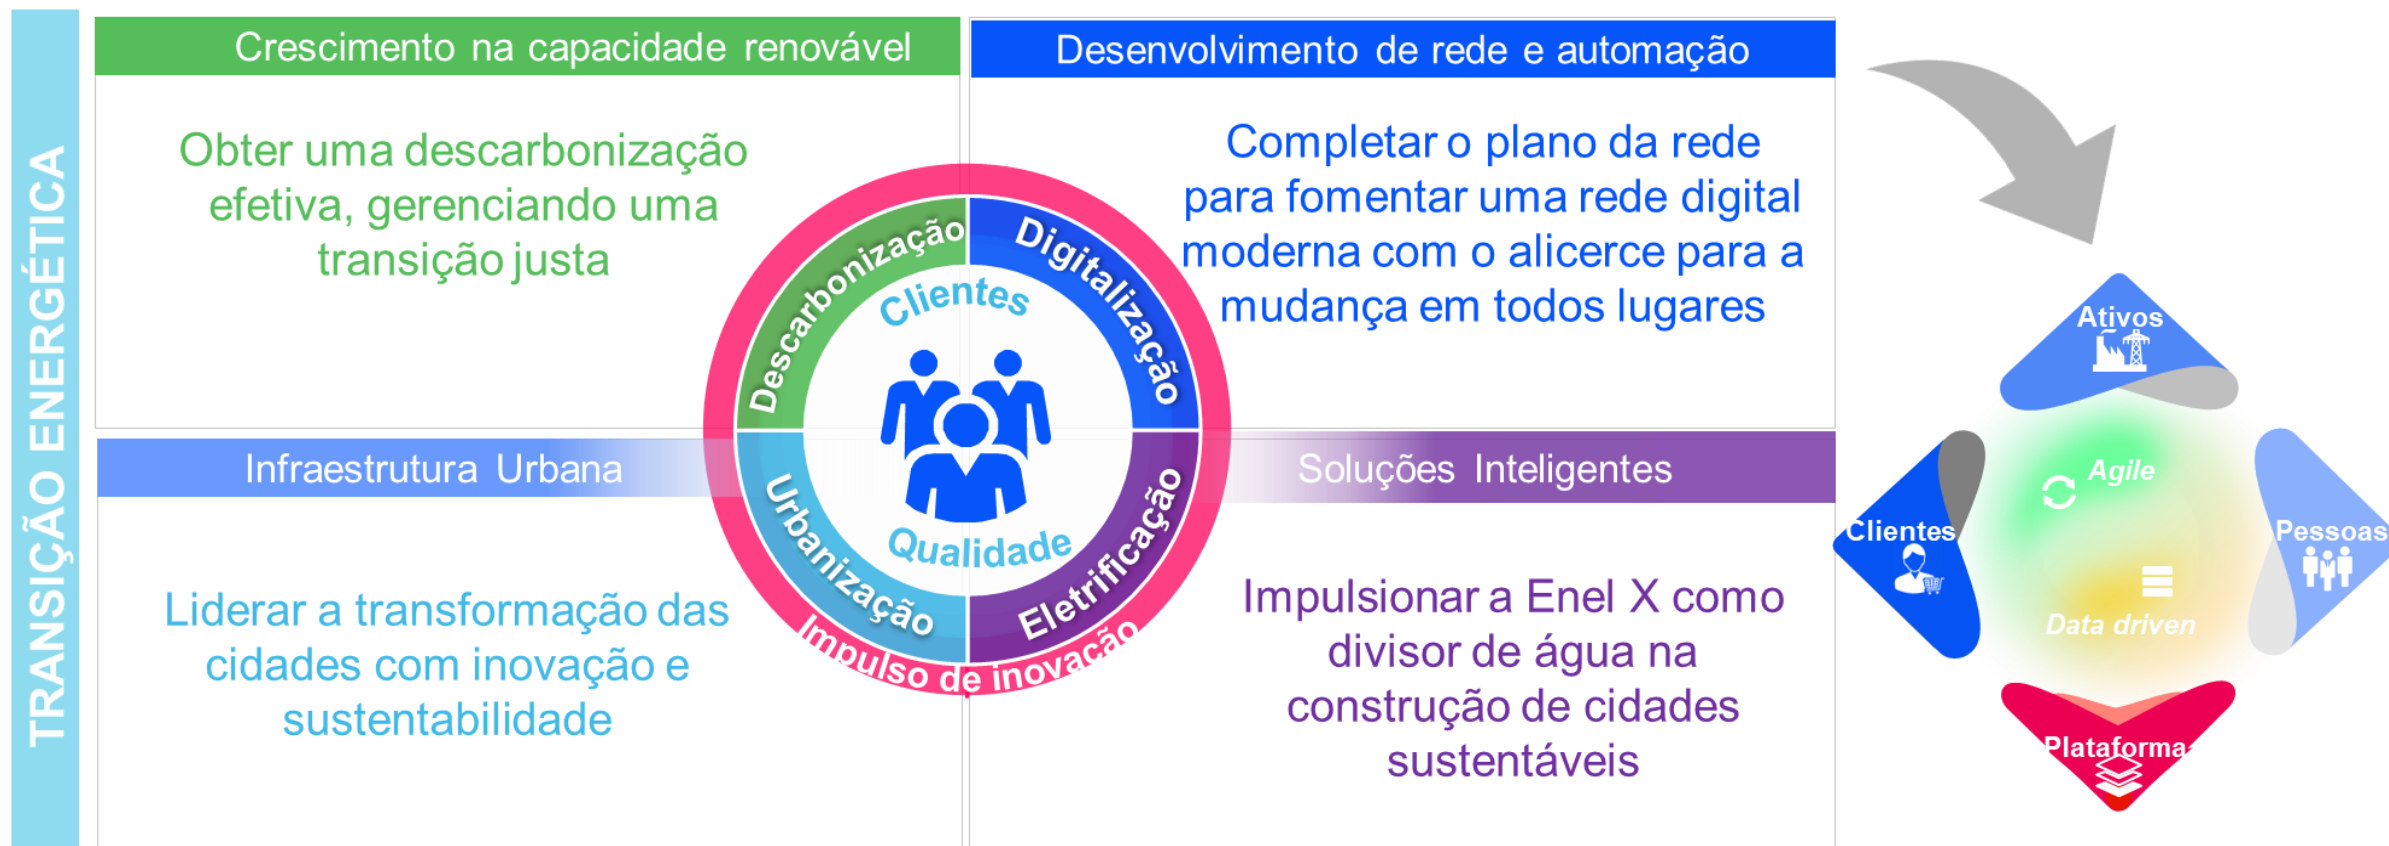 TRANSIÇÃO ENERGÉTICA
Crescimento na capacidade renovável
Obter uma descarbonização
efetiva, gerenciando uma
transição justa
Desenvolvimento de rede e automação
Completar o plano da rede
para fomentar uma rede digital
moderna com o alicerce para a
mudança em todos lugares
Descarbonização
Digitalização
Clientes
Qualidade
Urbanização
Eletrificação
Impulso de inovação
Infraestrutura Urbana
Liderar a transformação das
cidades com inovação e
sustentabilidade
Soluções Inteligentes
Impulsionar a Enel X como
divisor de água na
construção de cidades
sustentáveis
Ativos
Agile
Clientes
Pessoas
Data driven
Plataforma